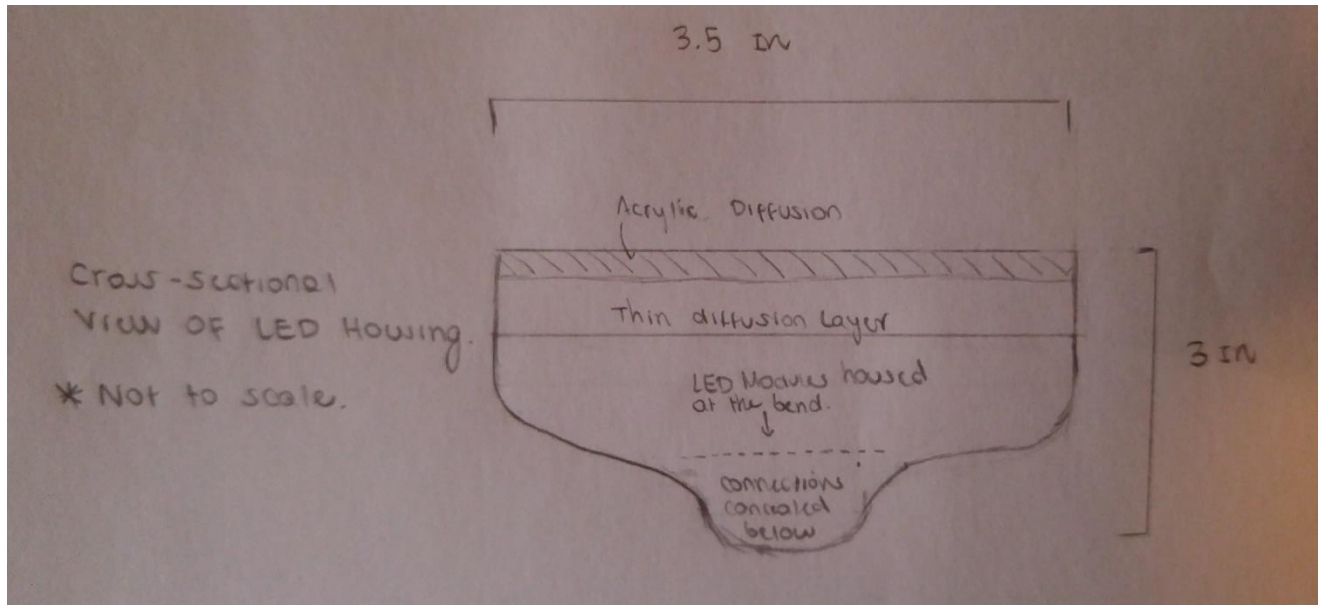 3.5 IN
Acrylic Diffusion
Cross-sectional
View OF LED Housing.
* Not to scale.
Thin diffusion Layer
3 IN
LED Modules housed
at the bend.
connections
concealed
below